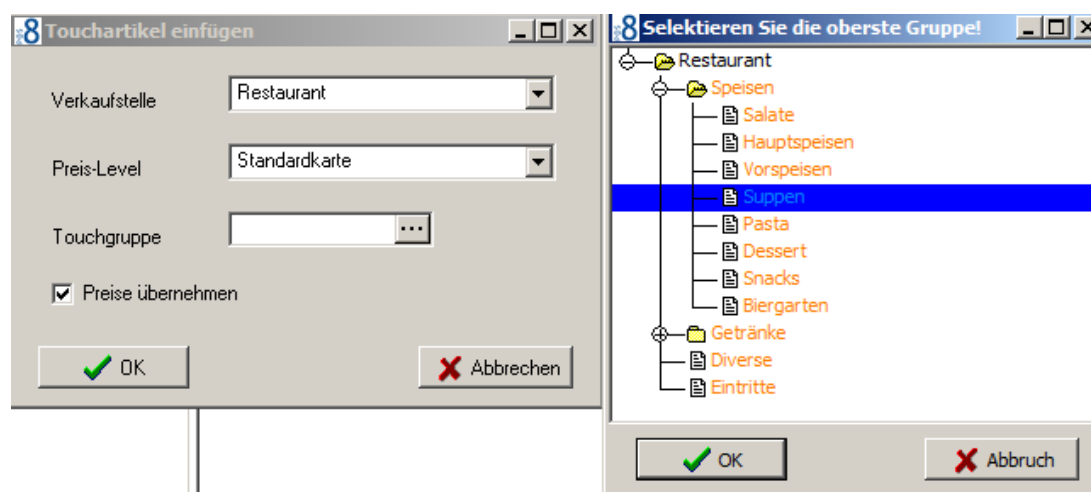 Touchartikel einfügen
Verkaufstelle
Restaurant
Preis-Level
Standardkarte
Touchgruppe
...
Preise übernehmen
OK
Abbrechen
Selektieren Sie die oberste Gruppe!
Restaurant
Speisen
Salate
Hauptspeisen
Vorspeisen
Suppen
Pasta
Dessert
Snacks
Biergarten
Getränke
Diverse
Eintritte
OK
Abbruch